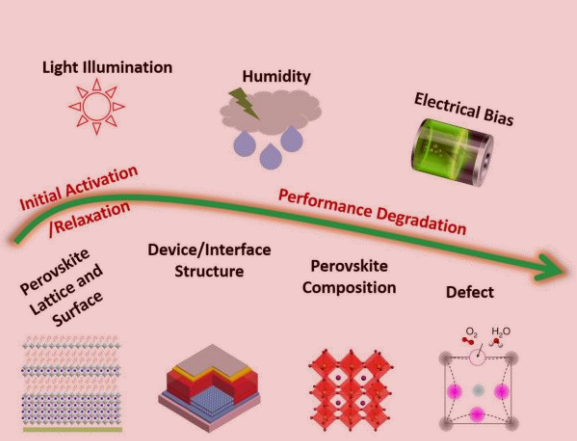 Light Illumination
Humidity
Electrical Bias
Initial Activation
/Relaxation
Performance Degradation
Perovskite
Lattice and
Surface
Device/Interface
Structure
Perovskite
Composition
Defect
O₂
H₂O